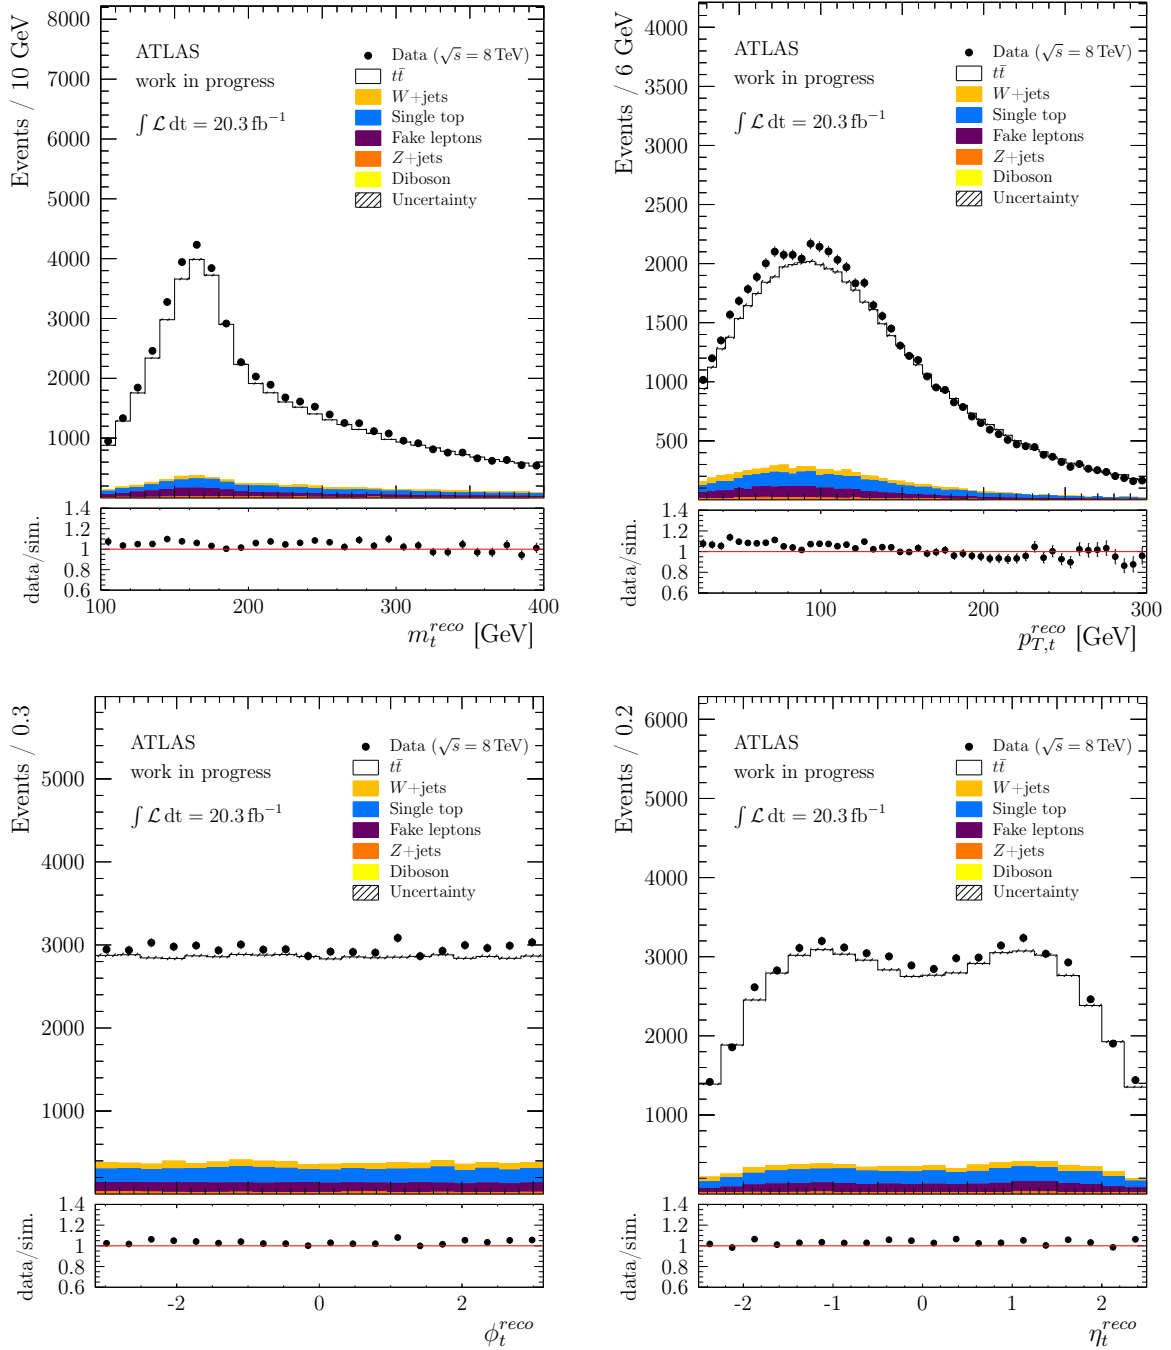 Events / 10 GeV
8000
7000
6000
5000
4000
3000
2000
1000
ATLAS
work in progress
∫ ℒ dt = 20.3 fb⁻¹
Data (√s = 8 TeV)
tt̄
W+jets
Single top
Fake leptons
Z+jets
Diboson
Uncertainty
data/sim.
1.4
1.2
1
0.8
0.6
100
200
300
400
m_t^{reco} [GeV]
Events / 6 GeV
4000
3500
3000
2500
2000
1500
1000
500
ATLAS
work in progress
∫ ℒ dt = 20.3 fb⁻¹
Data (√s = 8 TeV)
tt̄
W+jets
Single top
Fake leptons
Z+jets
Diboson
Uncertainty
data/sim.
1.4
1.2
1
0.8
0.6
100
200
300
p_{T,t}^{reco} [GeV]
Events / 0.3
5000
4000
3000
2000
1000
ATLAS
work in progress
∫ ℒ dt = 20.3 fb⁻¹
Data (√s = 8 TeV)
tt̄
W+jets
Single top
Fake leptons
Z+jets
Diboson
Uncertainty
data/sim.
1.4
1.2
1
0.8
0.6
-2
0
2
ϕ_t^{reco}
Events / 0.2
6000
5000
4000
3000
2000
1000
ATLAS
work in progress
∫ ℒ dt = 20.3 fb⁻¹
Data (√s = 8 TeV)
tt̄
W+jets
Single top
Fake leptons
Z+jets
Diboson
Uncertainty
data/sim.
1.4
1.2
1
0.8
0.6
-2
-1
0
1
2
η_t^{reco}